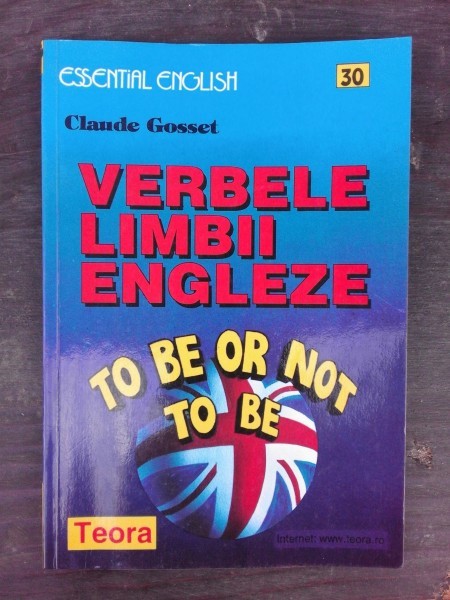 ESSENTIAL ENGLISH
30
Claude Gosset
VERBELE
LIMBII
ENGLEZE
TO BE OR NOT
TO BE
Teora
Internet: www.teora.ro